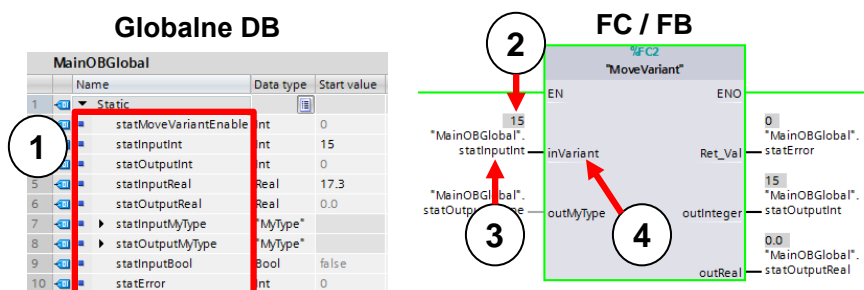 Globalne DB
MainOBGlobal
Name Data type Start value
1 Static
statMoveVariantEnable Int 0
statInputInt Int 15
statOutputInt Int 0
5 statInputReal Real 17.3
6 statOutputReal Real 0.0
7 statInputMyType "MyType"
8 statOutputMyType "MyType"
9 statInputBool Bool false
10 statError Int 0
1
FC / FB
2
%FC2
"MoveVariant"
EN ENO
15
"MainOBGlobal".
statInputInt inVariant
"MainOBGlobal".
outMyType
3
4
0
"MainOBGlobal".
Ret_Val statError
15
"MainOBGlobal".
outInteger statOutputInt
0.0
"MainOBGlobal".
outReal statOutputReal